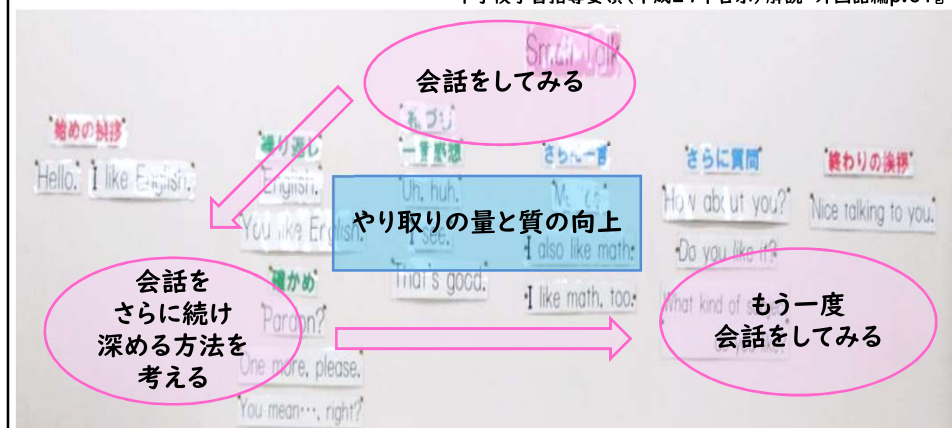 Small Talk
会話をしてみる
始めの挨拶
Hello.
I like English.
繰り返し
English.
You like English.
確かめ
Pardon?
One more, please.
You mean…, right?
一言感想
Uh, huh.
I see.
That's good.
さらに一言
I also like math.
I like math, too.
さらに質問
How about you?
Do you like it?
What kind of
終わりの挨拶
Nice talking to you.
やり取りの量と質の向上
会話を
さらに続け
深める方法を
考える
もう一度
会話をしてみる